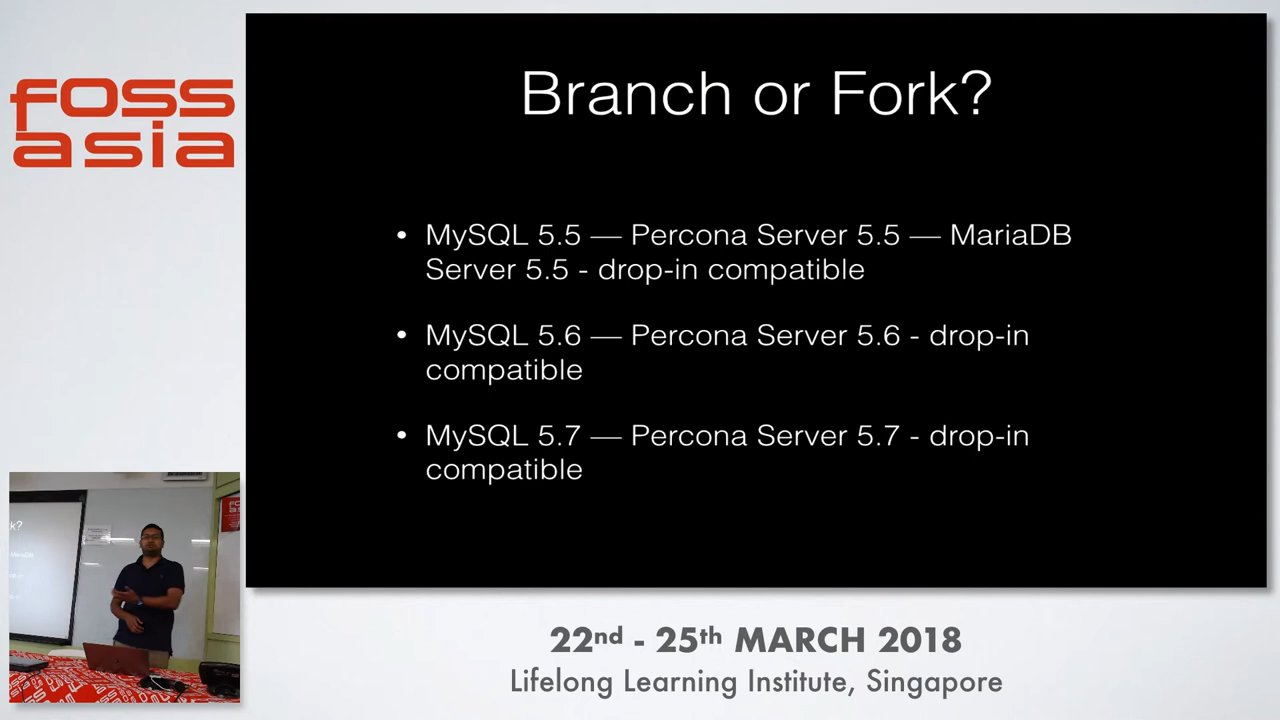 foss
asia
Branch or Fork?
• MySQL 5.5 — Percona Server 5.5 — MariaDB
Server 5.5 - drop-in compatible
• MySQL 5.6 — Percona Server 5.6 - drop-in
compatible
• MySQL 5.7 — Percona Server 5.7 - drop-in
compatible
22nd - 25th MARCH 2018
Lifelong Learning Institute, Singapore